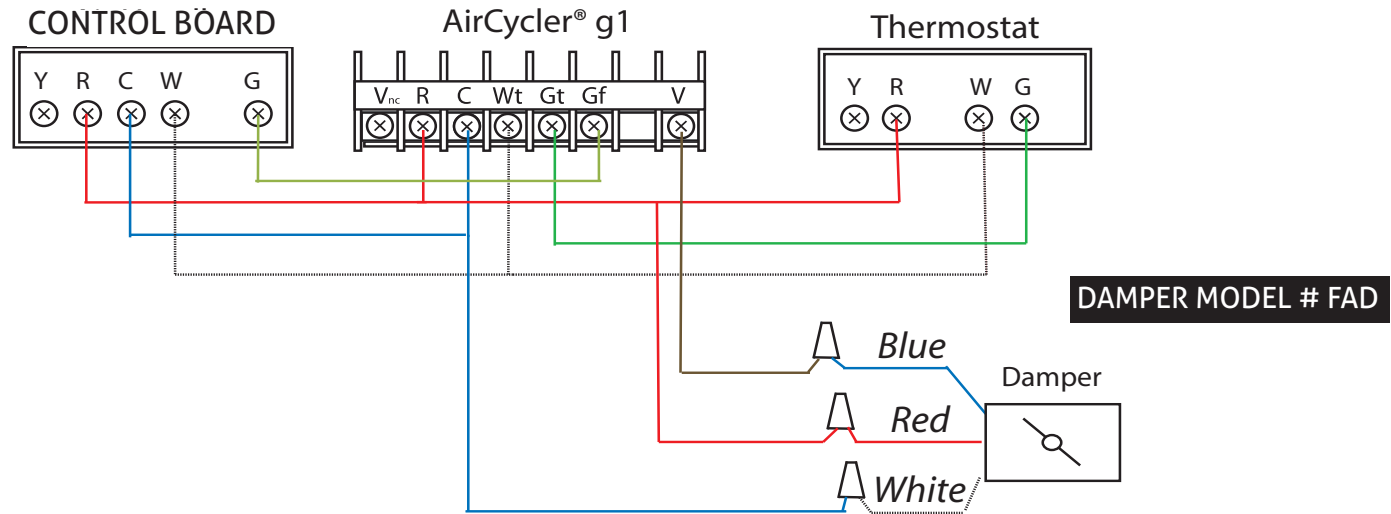 CONTROL BOARD
AirCycler® g1
Thermostat
Y R C W G
Vnc R C Wt Gt Gf V
Y R W G
DAMPER MODEL # FAD
Blue
Damper
Red
White